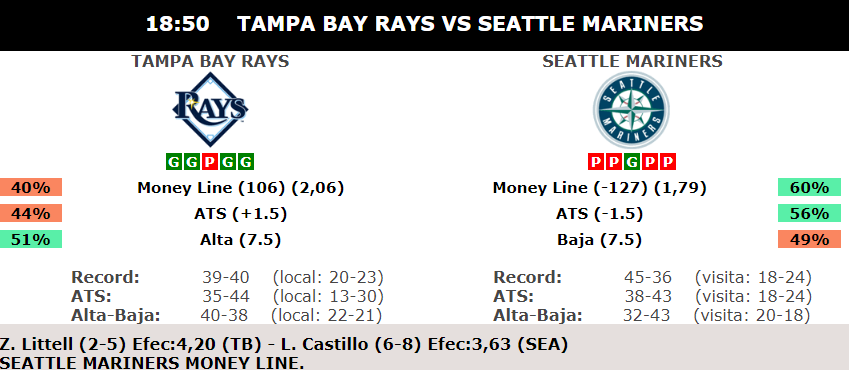 18:50 TAMPA BAY RAYS VS SEATTLE MARINERS
TAMPA BAY RAYS SEATTLE MARINERS
RAYS SEATTLE MARINERS
G G P G G P P G P P
40% Money Line (106) (2,06) Money Line (-127) (1,79) 60%
44% ATS (+1.5) ATS (-1.5) 56%
51% Alta (7.5) Baja (7.5) 49%
Record: 39-40 (local: 20-23) Record: 45-36 (visita: 18-24)
ATS: 35-44 (local: 13-30) ATS: 38-43 (visita: 18-24)
Alta-Baja: 40-38 (local: 22-21) Alta-Baja: 32-43 (visita: 20-18)
Z. Littell (2-5) Efec:4,20 (TB) - L. Castillo (6-8) Efec:3,63 (SEA)
SEATTLE MARINERS MONEY LINE.